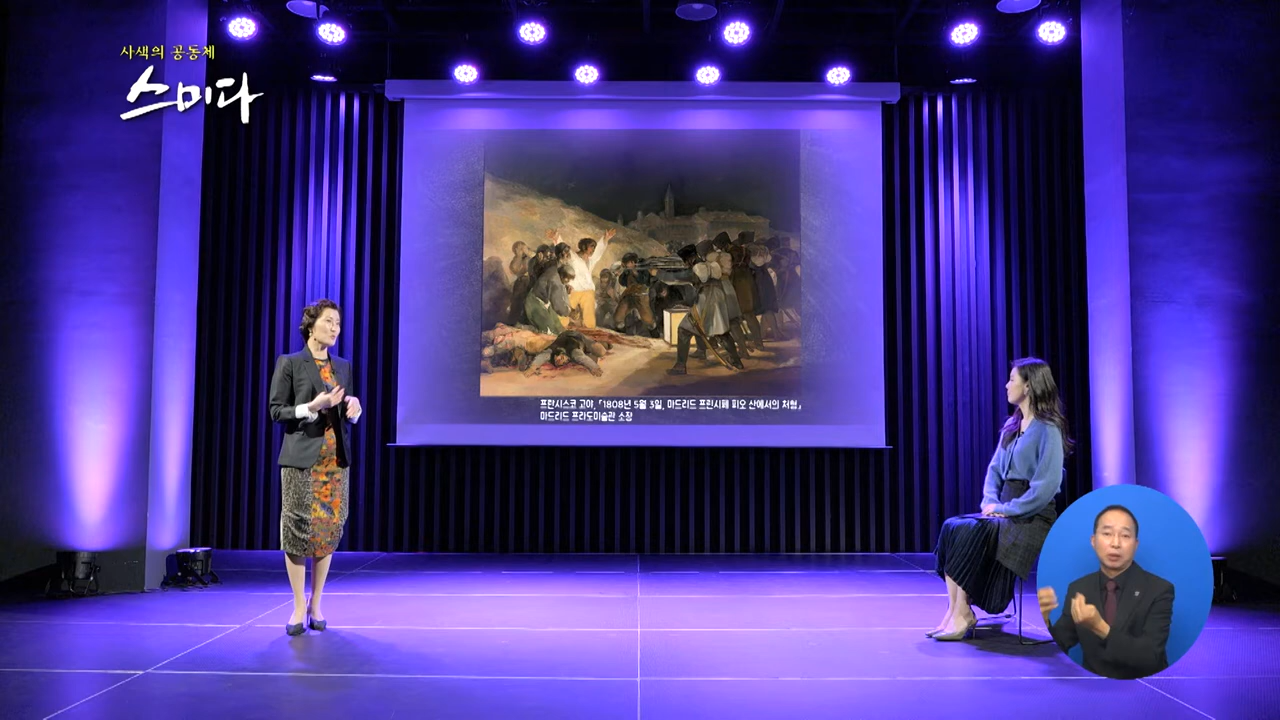 사색의 공동체
스미다
프란시스코 고야, 「1808년 5월 3일, 마드리드 프린시페 피오 산에서의 처형」
마드리드 프라도미술관 소장